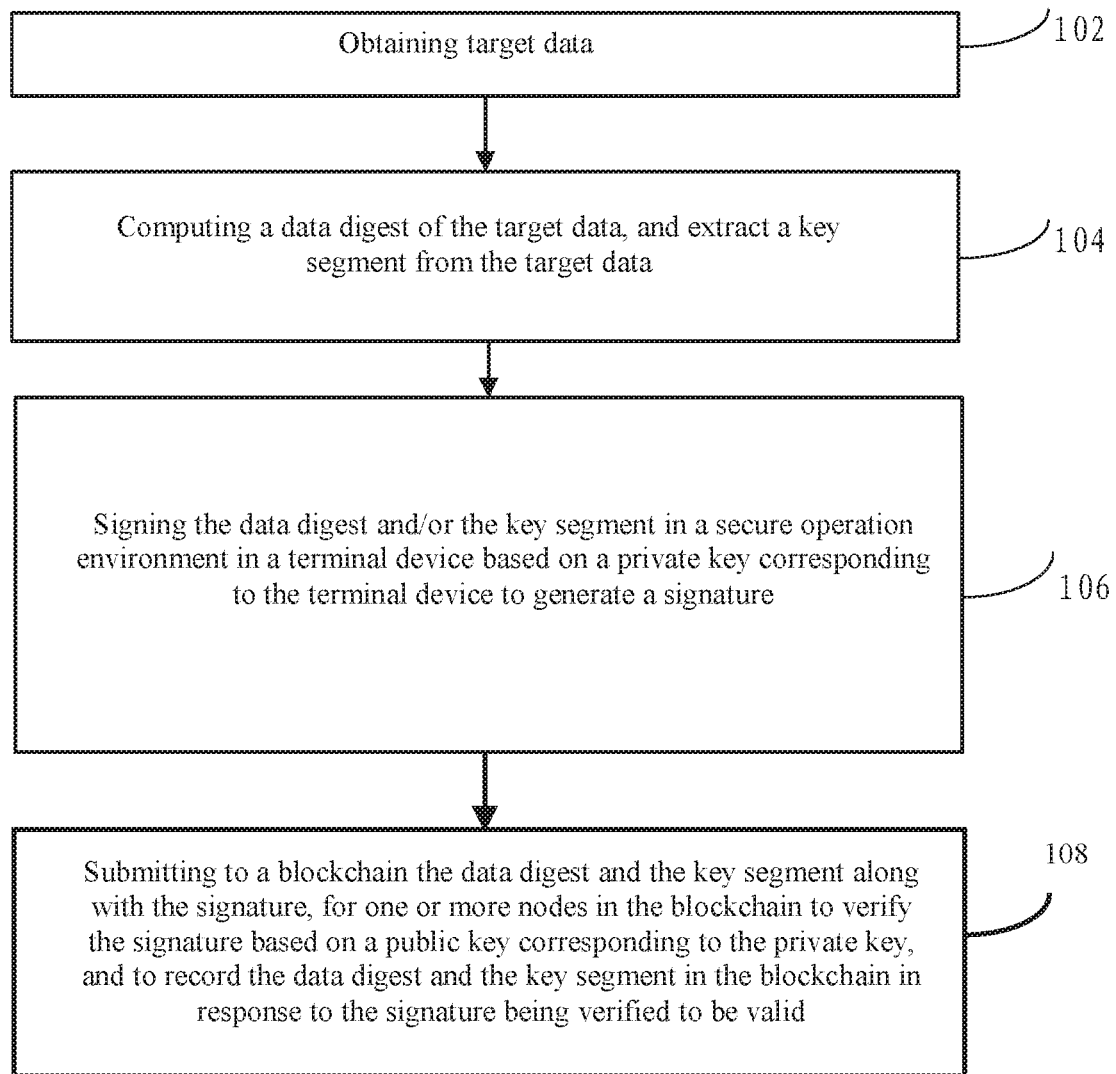 Obtaining target data
102
Computing a data digest of the target data, and extract a key
segment from the target data
104
Signing the data digest and/or the key segment in a secure operation
environment in a terminal device based on a private key corresponding
to the terminal device to generate a signature
106
Submitting to a blockchain the data digest and the key segment along
with the signature, for one or more nodes in the blockchain to verify
the signature based on a public key corresponding to the private key,
and to record the data digest and the key segment in the blockchain in
response to the signature being verified to be valid
108